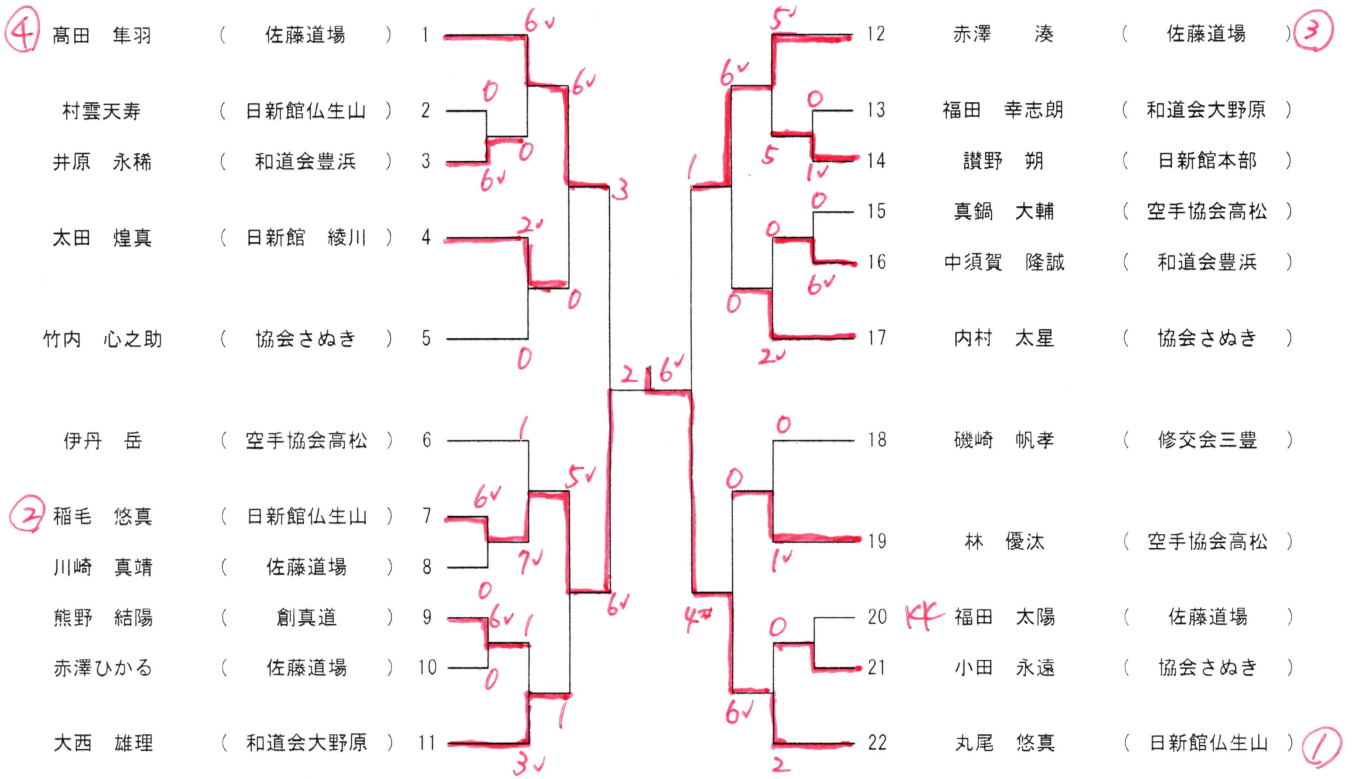 ④ 髙田 隼羽 ( 佐藤道場 ) 1
村雲天寿 ( 日新館仏生山 ) 2
井原 永稀 ( 和道会豊浜 ) 3
太田 煌真 ( 日新館 綾川 ) 4
竹内 心之助 ( 協会さぬき ) 5
伊丹 岳 ( 空手協会高松 ) 6
② 稲毛 悠真 ( 日新館仏生山 ) 7
川崎 真靖 ( 佐藤道場 ) 8
熊野 結陽 ( 創真道 ) 9
赤澤ひかる ( 佐藤道場 ) 10
大西 雄理 ( 和道会大野原 ) 11
6✓
0
6✓
0
6✓
3
2✓
0
0
1
5✓
6✓
7✓
0
6✓
6✓
1
0
1
3✓
2 6✓
5✓
6✓
0
5
1✓
1
0
0
6✓
0
2✓
0
0
1✓
4
0
6✓
2
12 赤澤 湊 ( 佐藤道場 ) ③
13 福田 幸志朗 ( 和道会大野原 )
14 讃野 朔 ( 日新館本部 )
15 真鍋 大輔 ( 空手協会高松 )
16 中須賀 隆誠 ( 和道会豊浜 )
17 内村 太星 ( 協会さぬき )
18 磯崎 帆孝 ( 修交会三豊 )
19 林 優汰 ( 空手協会高松 )
20 福田 太陽 ( 佐藤道場 )
21 小田 永遠 ( 協会さぬき )
22 丸尾 悠真 ( 日新館仏生山 ) ①